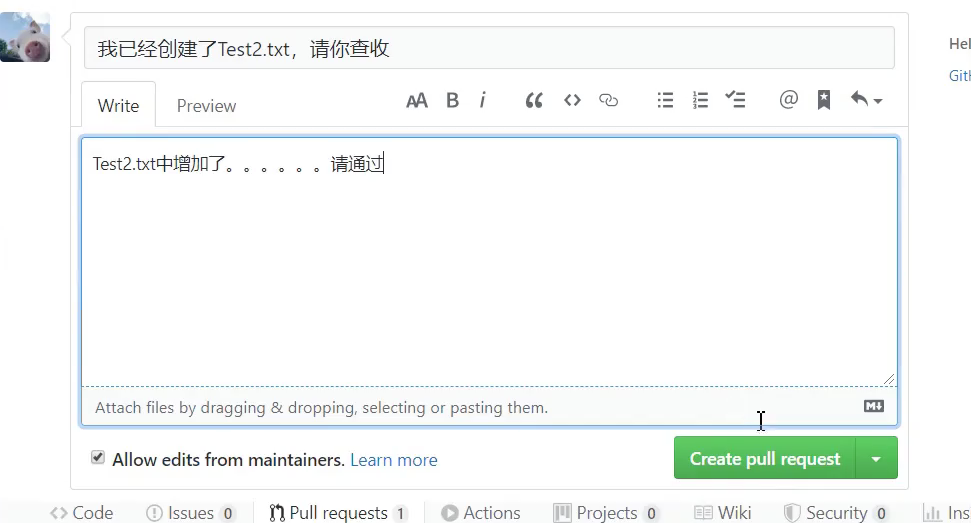 我已经创建了Test2.txt，请你查收
Hel
Write Preview AA B i
Gith
Test2.txt中增加了。。。。。。请通过
Attach files by dragging & dropping, selecting or pasting them.
Allow edits from maintainers. Learn more
Create pull request
Code Issues 0 Pull requests 1 Actions Projects 0 Wiki Security 0 Ins